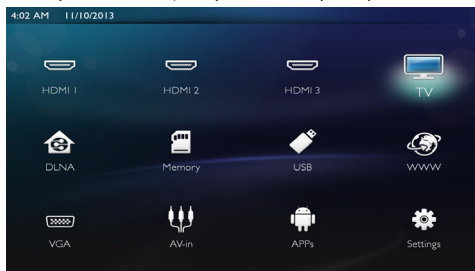 4:02 AM 11/10/2013
HDMI 1 HDMI 2 HDMI 3 TV
DLNA Memory USB WWW
VGA AV-in APPs Settings